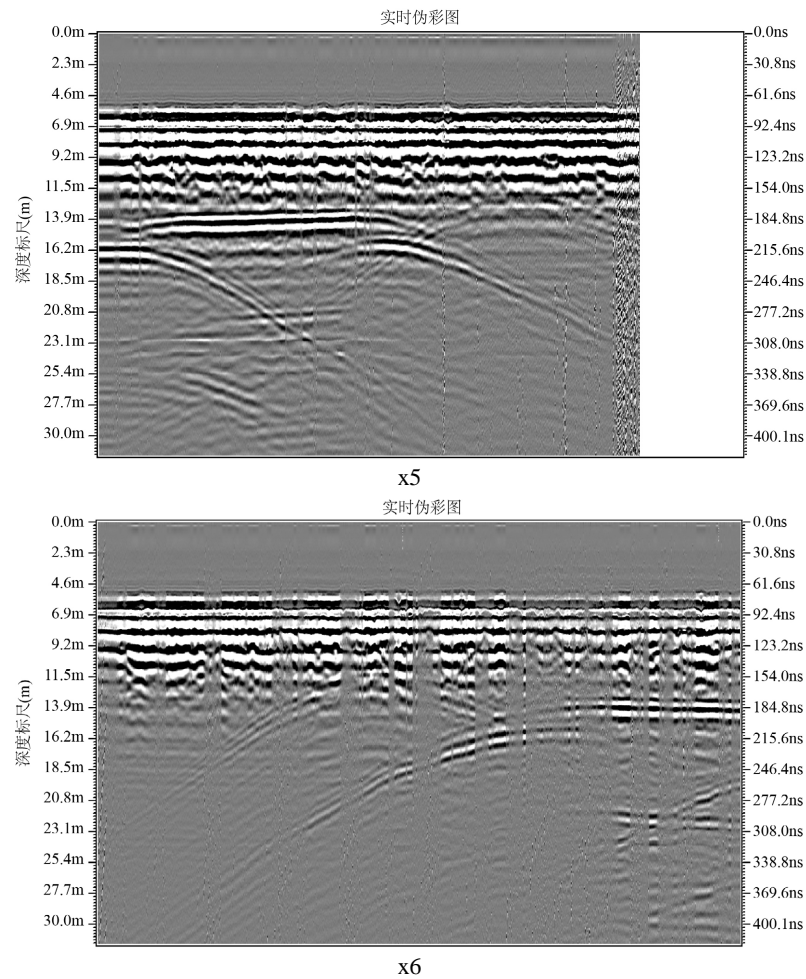 实时伪彩图
0.0m 0.0ns
2.3m 30.8ns
4.6m 61.6ns
6.9m 92.4ns
9.2m 123.2ns
11.5m 154.0ns
13.9m 184.8ns
16.2m 215.6ns
18.5m 246.4ns
20.8m 277.2ns
23.1m 308.0ns
25.4m 338.8ns
27.7m 369.6ns
30.0m 400.1ns
深度标尺(m)
x5
实时伪彩图
0.0m 0.0ns
2.3m 30.8ns
4.6m 61.6ns
6.9m 92.4ns
9.2m 123.2ns
11.5m 154.0ns
13.9m 184.8ns
16.2m 215.6ns
18.5m 246.4ns
20.8m 277.2ns
23.1m 308.0ns
25.4m 338.8ns
27.7m 369.6ns
30.0m 400.1ns
深度标尺(m)
x6